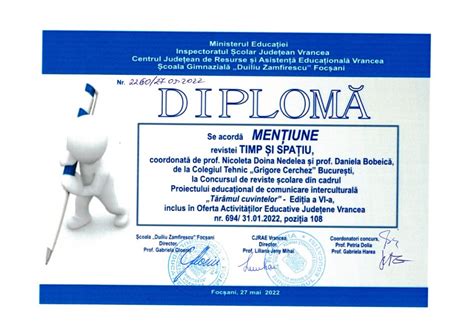 Ministerul Educației
Inspectoratul Școlar Județean Vrancea
Centrul Județean de Resurse și Asistență Educațională Vrancea
Școala Gimnazială „Duiliu Zamfirescu" Focșani
Nr. 2260/27.05.2022
DIPLOMĂ
Se acordă MENȚIUNE
revistei TIMP ȘI SPAȚIU,
coordonată de prof. Nicoleta Doina Nedelea și prof. Daniela Bobeică,
de la Colegiul Tehnic „Grigore Cerchez" București,
la Concursul de reviste școlare din cadrul
Proiectului educațional de comunicare interculturală
„Tărâmul cuvintelor" - Ediția a VI-a,
inclus în Oferta Activităților Educative Județene Vrancea
nr. 694/ 31.01.2022, poziția 108
Școala „Duiliu Zamfirescu" Focșani
Director,
Prof. Gabriela
CJRAE Vrancea
Director,
Prof. Liliana-Jeny Mihai
Coordonatori concurs,
Prof. Petria Dolia
Prof. Gabriela Harea
Focșani, 27 mai 2022